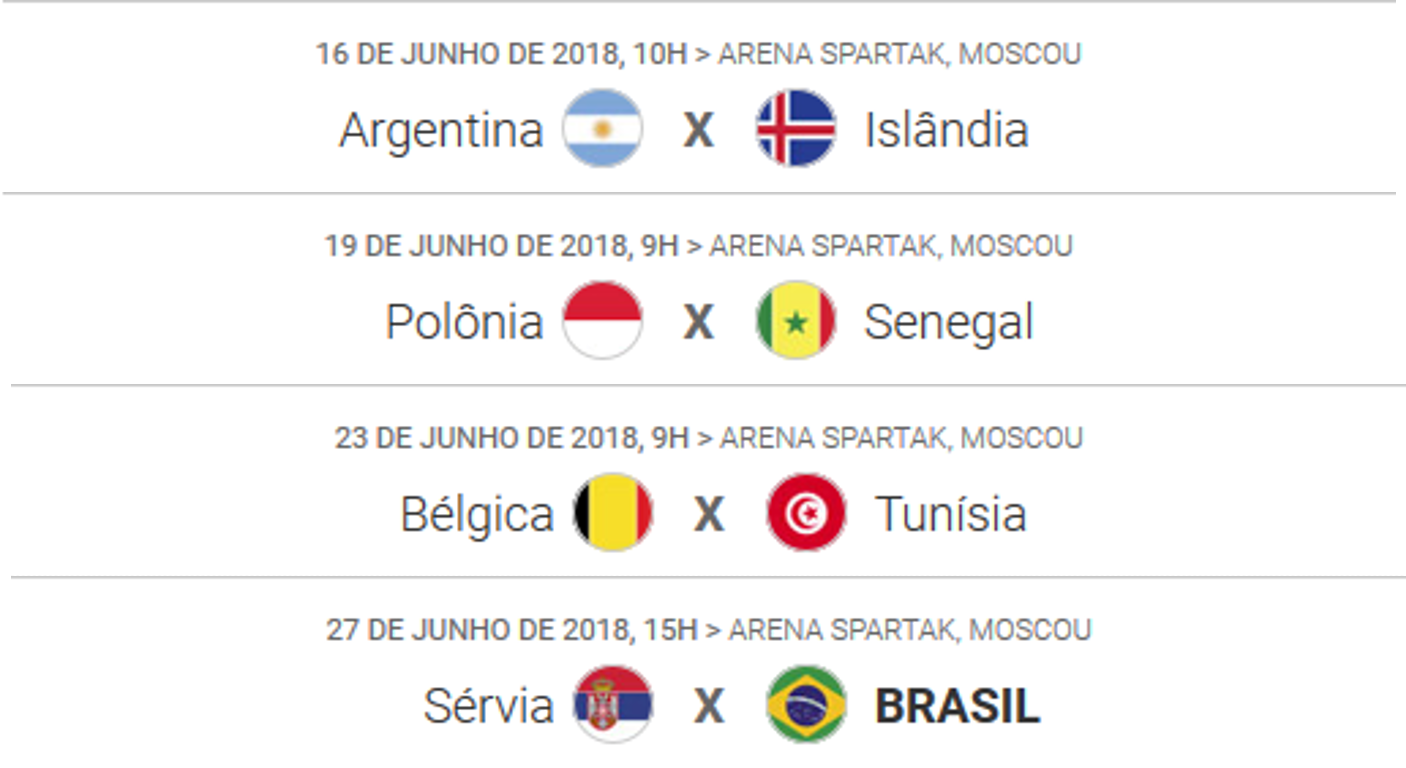 16 DE JUNHO DE 2018, 10H > ARENA SPARTAK, MOSCOU
Argentina X Islândia
19 DE JUNHO DE 2018, 9H > ARENA SPARTAK, MOSCOU
Polônia X Senegal
23 DE JUNHO DE 2018, 9H > ARENA SPARTAK, MOSCOU
Bélgica X Tunísia
27 DE JUNHO DE 2018, 15H > ARENA SPARTAK, MOSCOU
Sérvia X BRASIL